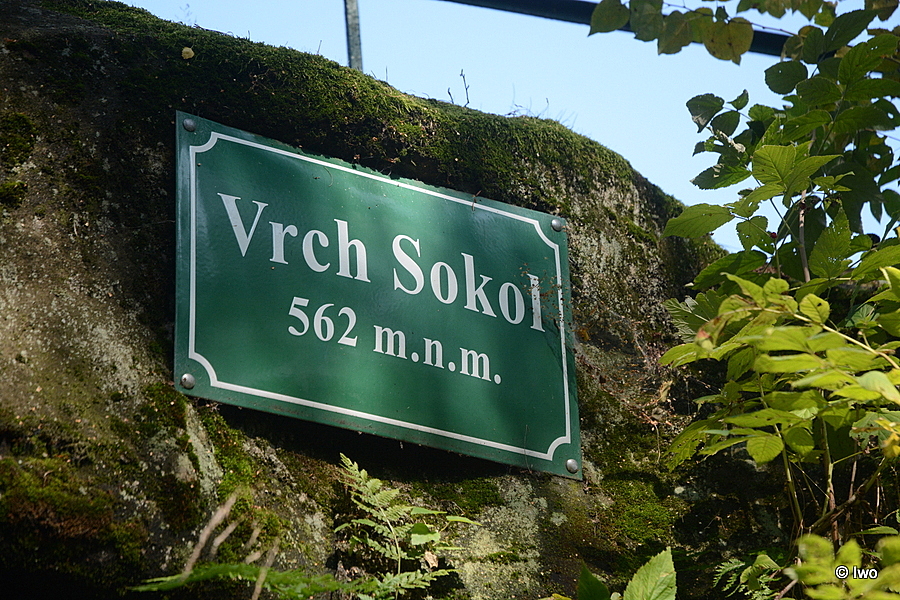 Vrch Sokol
562 m.n.m.
© Iwo